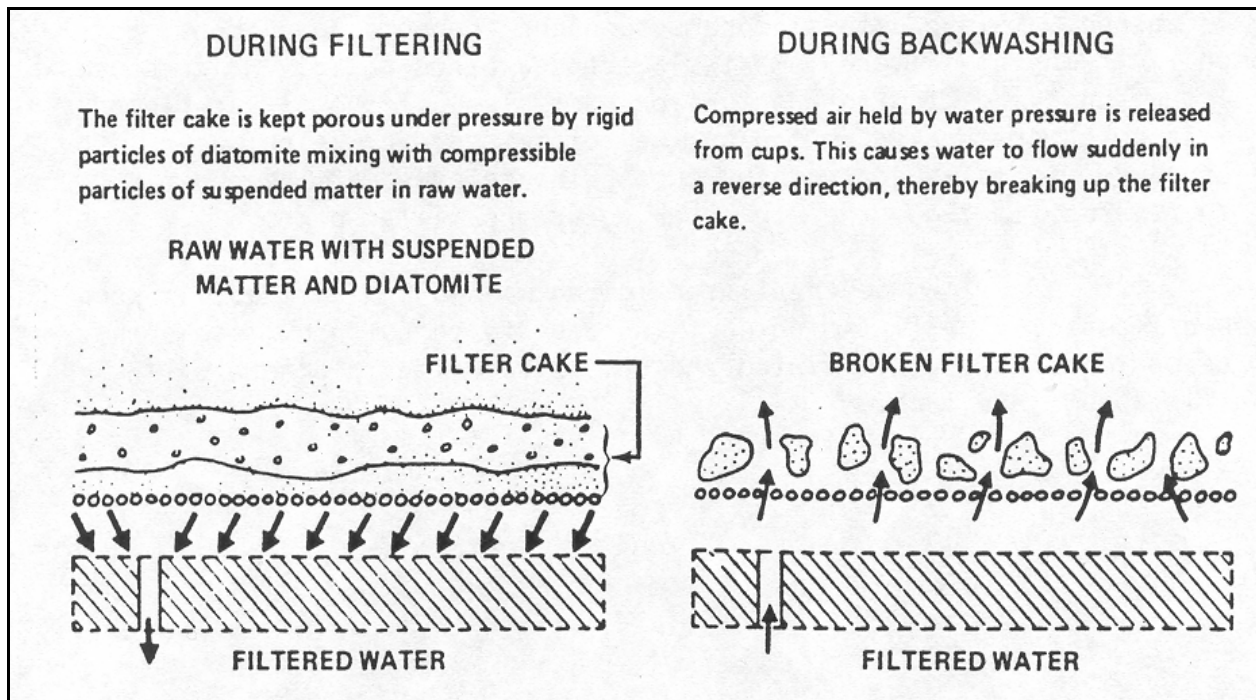 DURING FILTERING
The filter cake is kept porous under pressure by rigid
particles of diatomite mixing with compressible
particles of suspended matter in raw water.
RAW WATER WITH SUSPENDED
MATTER AND DIATOMITE
FILTER CAKE
FILTERED WATER
DURING BACKWASHING
Compressed air held by water pressure is released
from cups. This causes water to flow suddenly in
a reverse direction, thereby breaking up the filter
cake.
BROKEN FILTER CAKE
FILTERED WATER